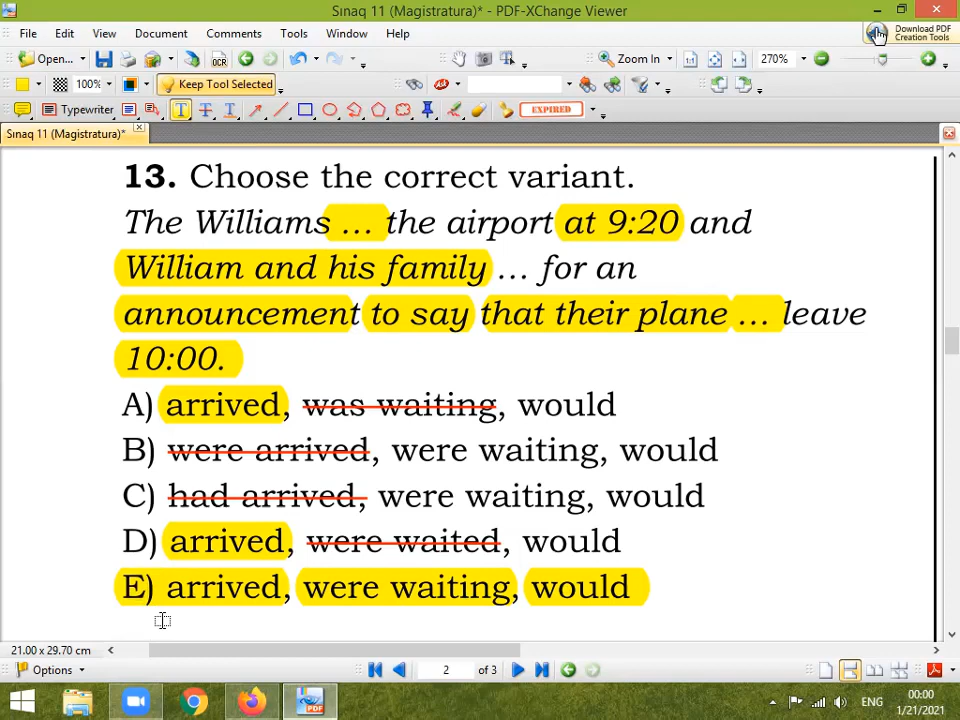 Sınaq 11 (Magistratura)* - PDF-XChange Viewer
File Edit View Document Comments Tools Window Help
Download PDF
Creation Tools
Open...
OCR
Zoom In
270%
100%
Keep Tool Selected
Typewriter
EXPIRED
Sınaq 11 (Magistratura)*
13. Choose the correct variant.
The Williams ... the airport at 9:20 and
William and his family ... for an
announcement to say that their plane ... leave
10:00.
A) arrived, was waiting, would
B) were arrived, were waiting, would
C) had arrived, were waiting, would
D) arrived, were waited, would
E) arrived, were waiting, would
21.00 x 29.70 cm
Options
2 of 3
ENG
00:00
1/21/2021